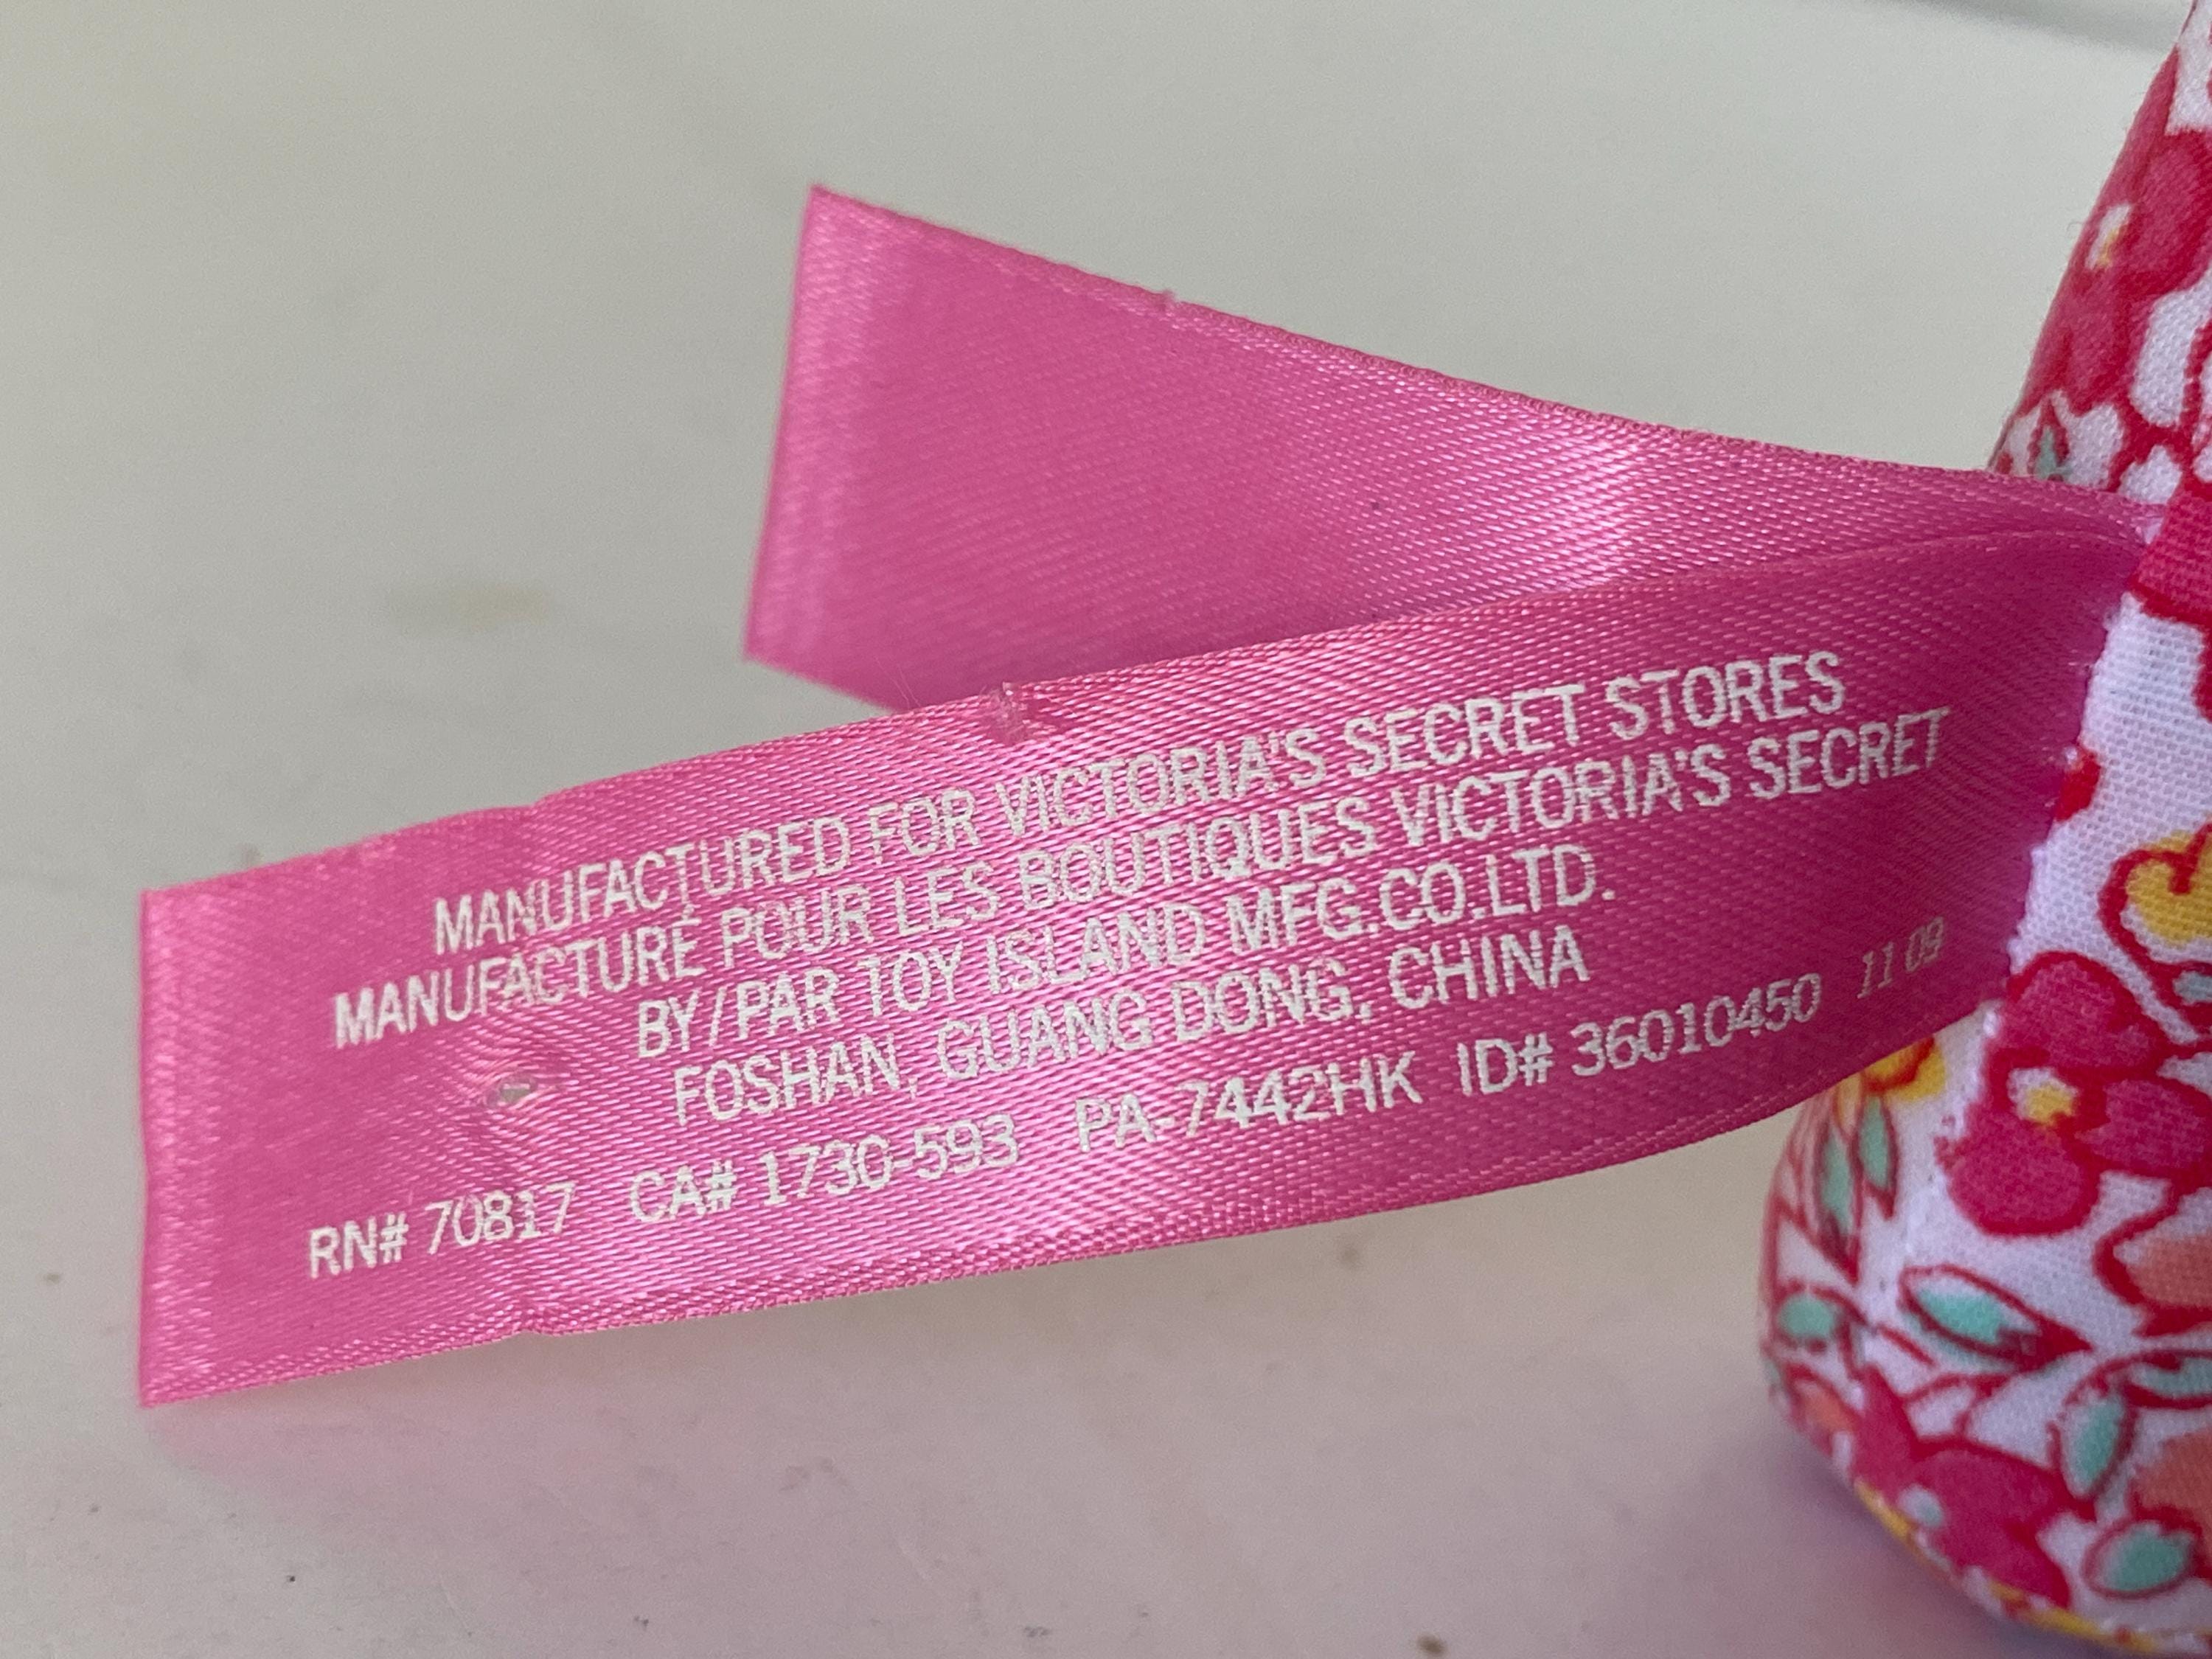 MANUFACTURED FOR VICTORIA'S SECRET STORES
MANUFACTURÉ POUR LES BOUTIQUES VICTORIA'S SECRET
BY/PAR TOY ISLAND MFG.CO.LTD.
FOSHAN, GUANG DONG, CHINA
RN# 70817 CA# 1730-593 PA-7442HK ID# 36010450 11 09